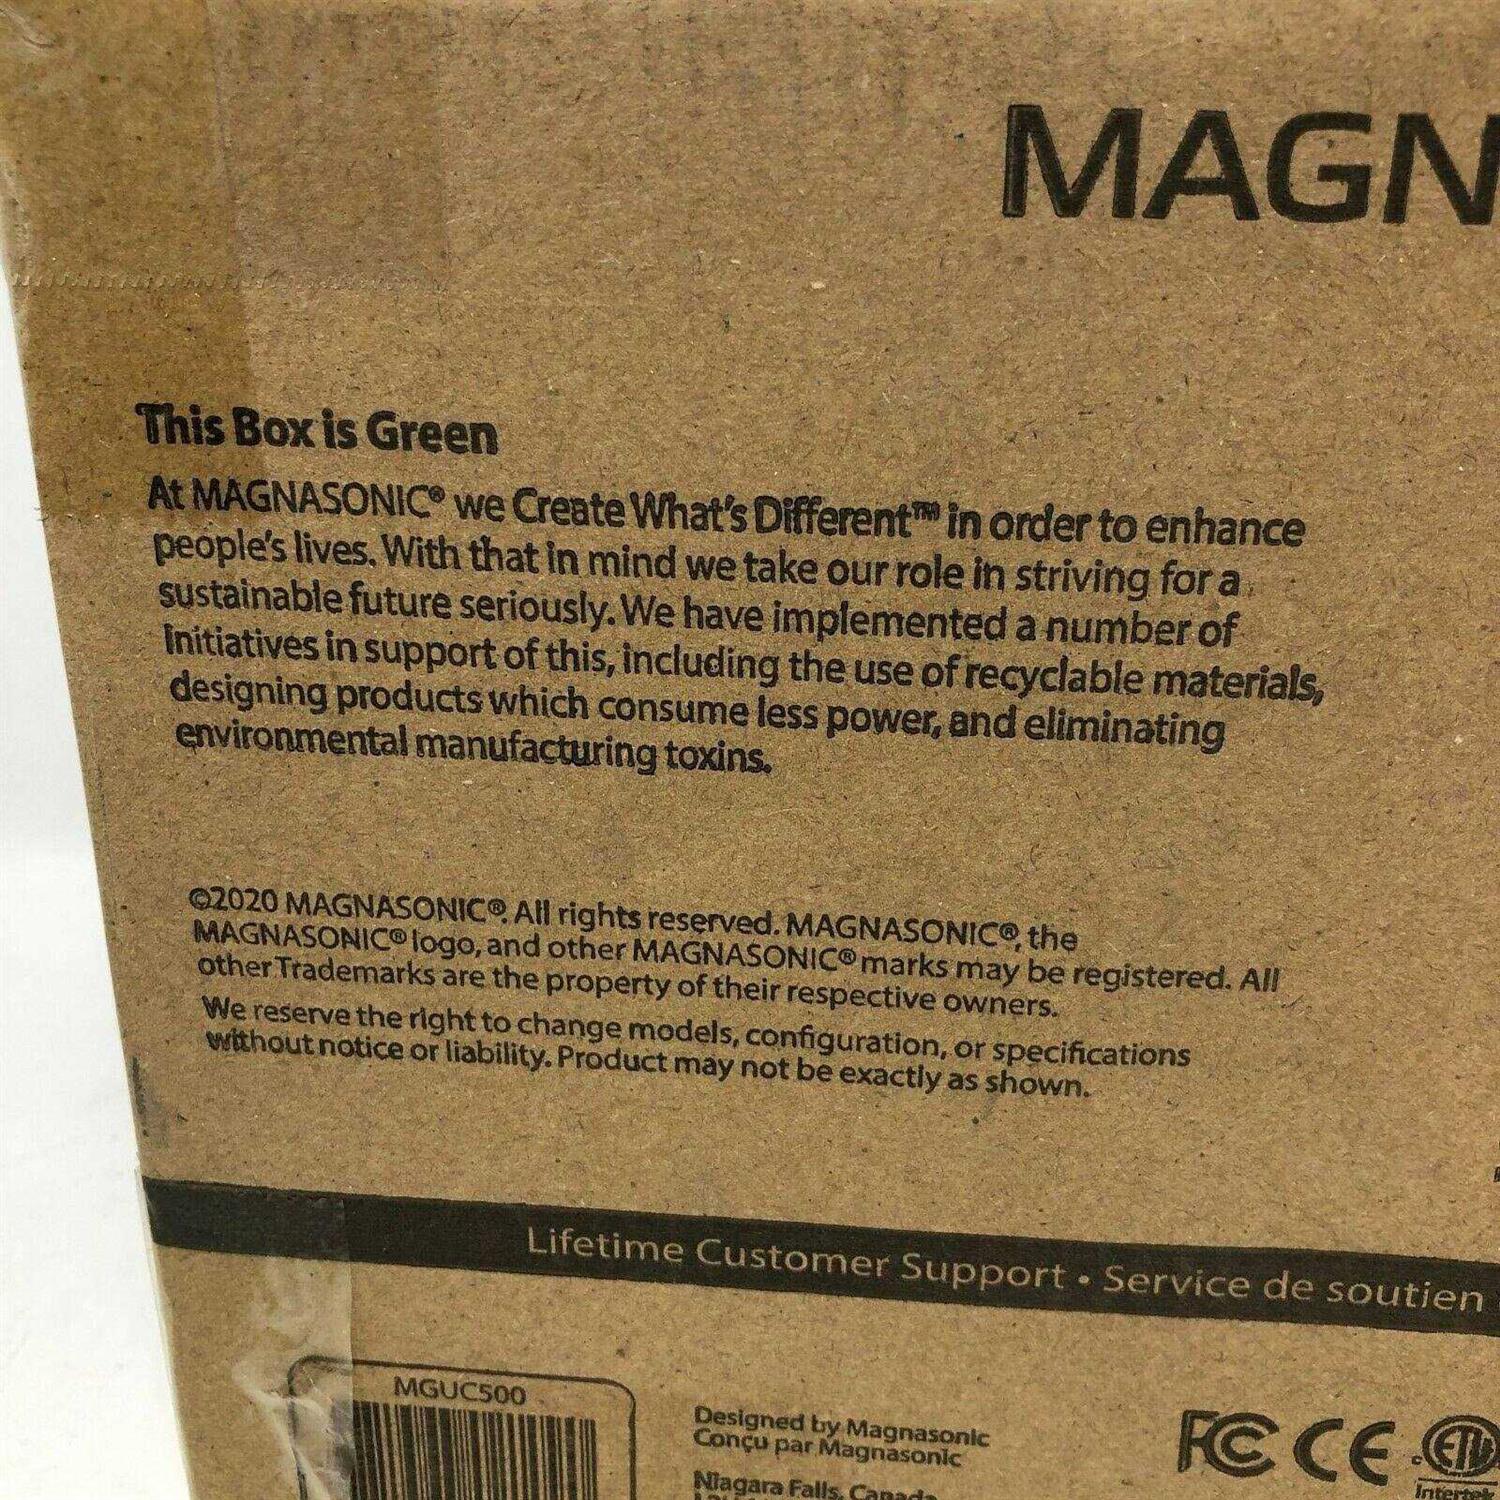 MAGN
This Box is Green
At MAGNASONIC® we Create What's Different™ in order to enhance
people's lives. With that in mind we take our role in striving for a
sustainable future seriously. We have implemented a number of
initiatives in support of this, including the use of recyclable materials,
designing products which consume less power, and eliminating
environmental manufacturing toxins.
©2020 MAGNASONIC®. All rights reserved. MAGNASONIC®, the
MAGNASONIC® logo, and other MAGNASONIC® marks may be registered. All
other Trademarks are the property of their respective owners.
We reserve the right to change models, configuration, or specifications
without notice or liability. Product may not be exactly as shown.
Lifetime Customer Support • Service de soutien
MGUC500
Designed by Magnasonic
Conçu par Magnasonic
Niagara Falls, Canada
FC CE ETL
Intertek